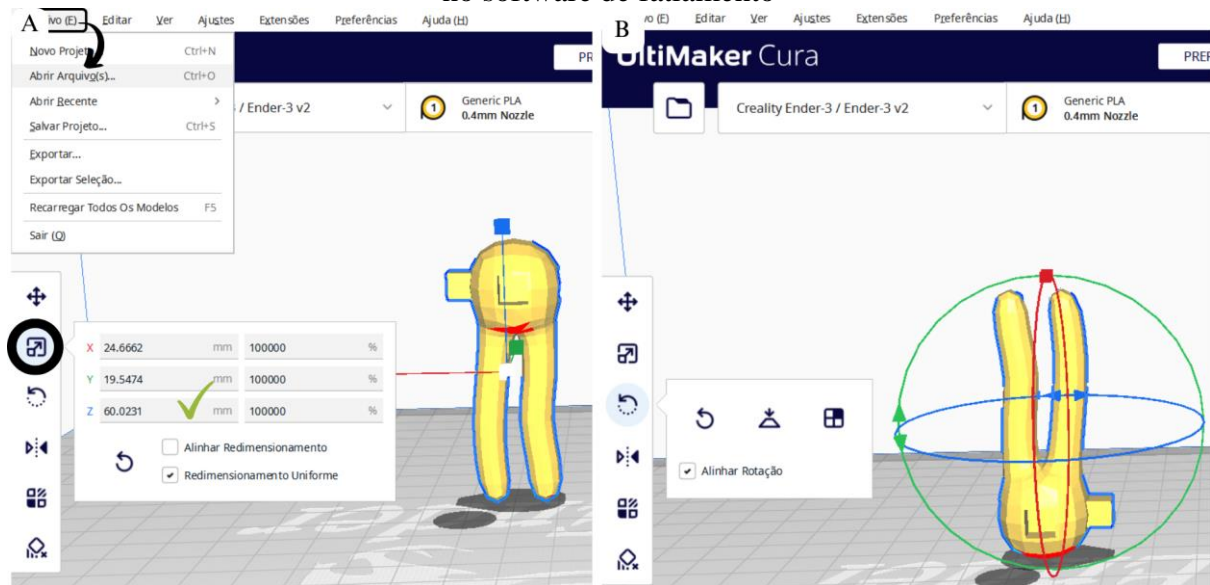 no software de fatiamento
A
ivo (F) Editar Ver Ajustes Extensões Preferências Ajuda (H)
Novo Projet
Ctrl+N
Abrir Arquivo(s)... Ctrl+O
Abrir Recente >
Salvar Projeto... Ctrl+S
Exportar...
Exportar Seleção...
Recarregar Todos Os Modelos F5
Sair (Q)
PR
/ Ender-3 v2
1
Generic PLA
0.4mm Nozzle
X 24.6662 mm 100000 %
Y 19.5474 mm 100000 %
Z 60.0231 mm 100000 %
Alinhar Redimensionamento
Redimensionamento Uniforme
B
vo (F) Editar Ver Ajustes Extensões Preferências Ajuda (H)
UltiMaker Cura
PREF
Creality Ender-3 / Ender-3 v2
1
Generic PLA
0.4mm Nozzle
Alinhar Rotação